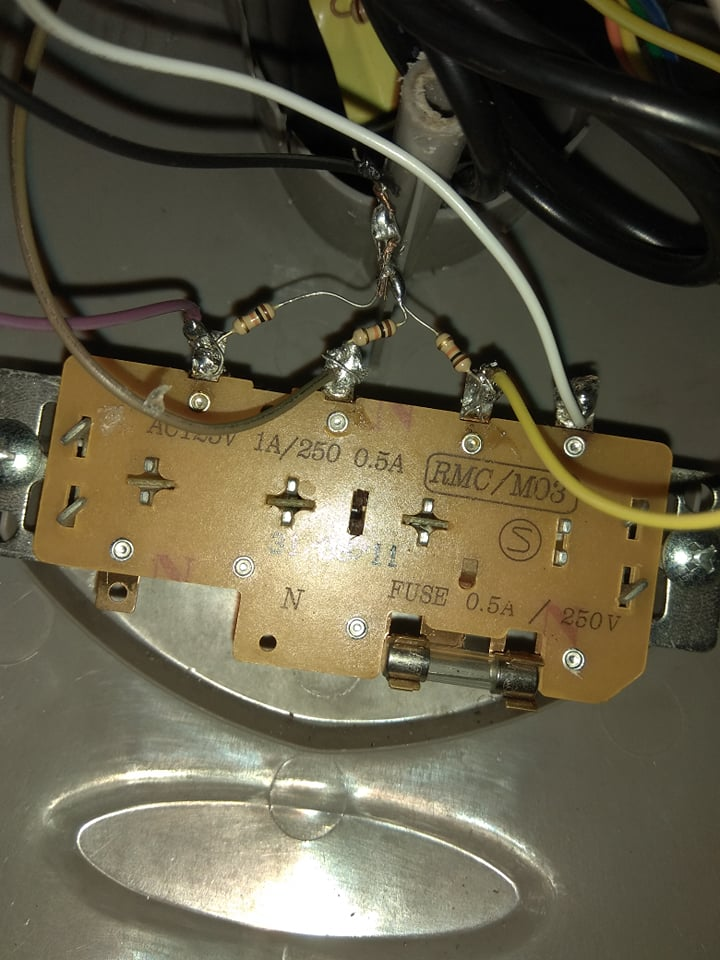 AC125V 1A/250 0.5A
RMC/M03
S
N
FUSE 0.5A / 250V